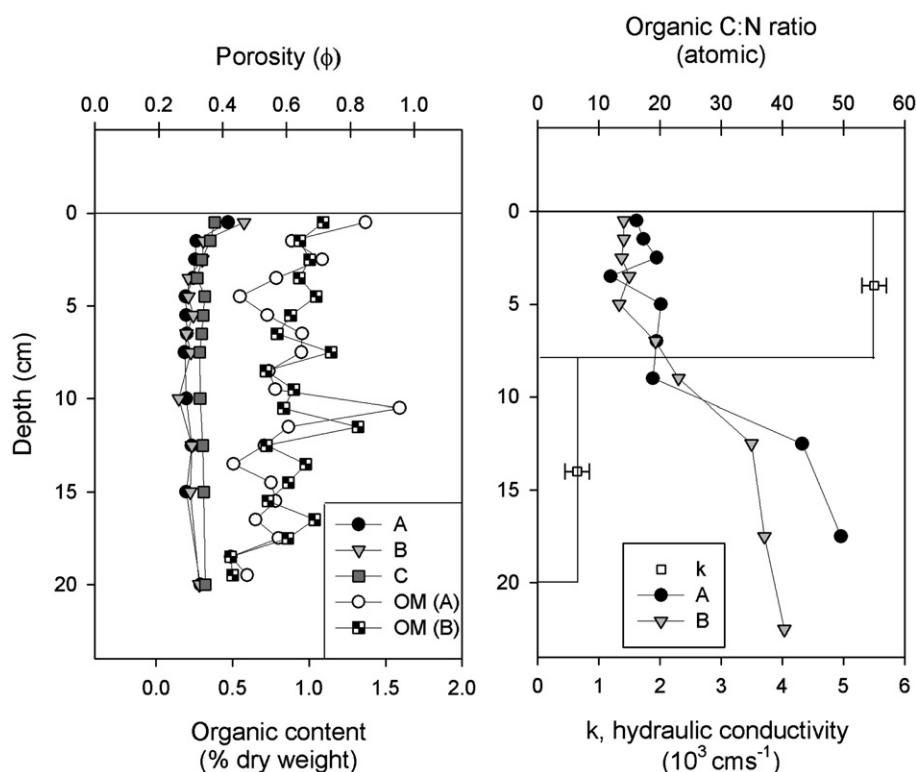 Porosity (ϕ)
0.0 0.2 0.4 0.6 0.8 1.0
Depth (cm)
0
5
10
15
20
A
B
C
OM (A)
OM (B)
0.0 0.5 1.0 1.5 2.0
Organic content
(% dry weight)
Organic C:N ratio
(atomic)
0 10 20 30 40 50 60
0
5
10
15
20
k
A
B
0 1 2 3 4 5 6
k, hydraulic conductivity
(10³ cms⁻¹)